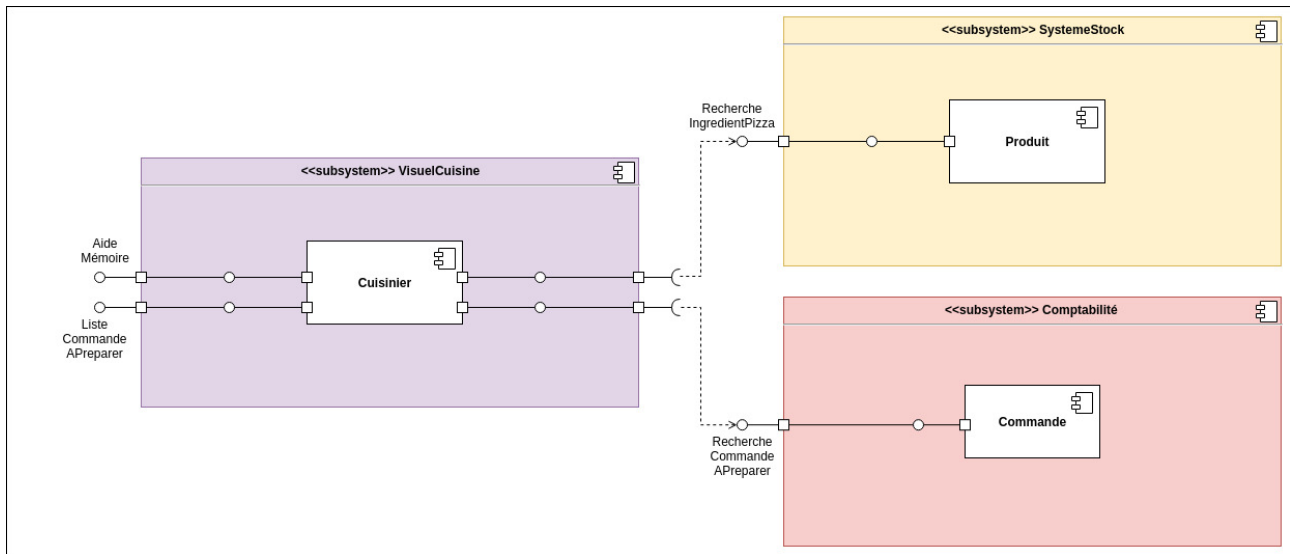 <<subsystem>> SystemeStock
Recherche
IngredientPizza
Produit
<<subsystem>> VisuelCuisine
Aide
Mémoire
Cuisinier
Liste
Commande
APreparer
<<subsystem>> Comptabilité
Commande
Recherche
Commande
APreparer